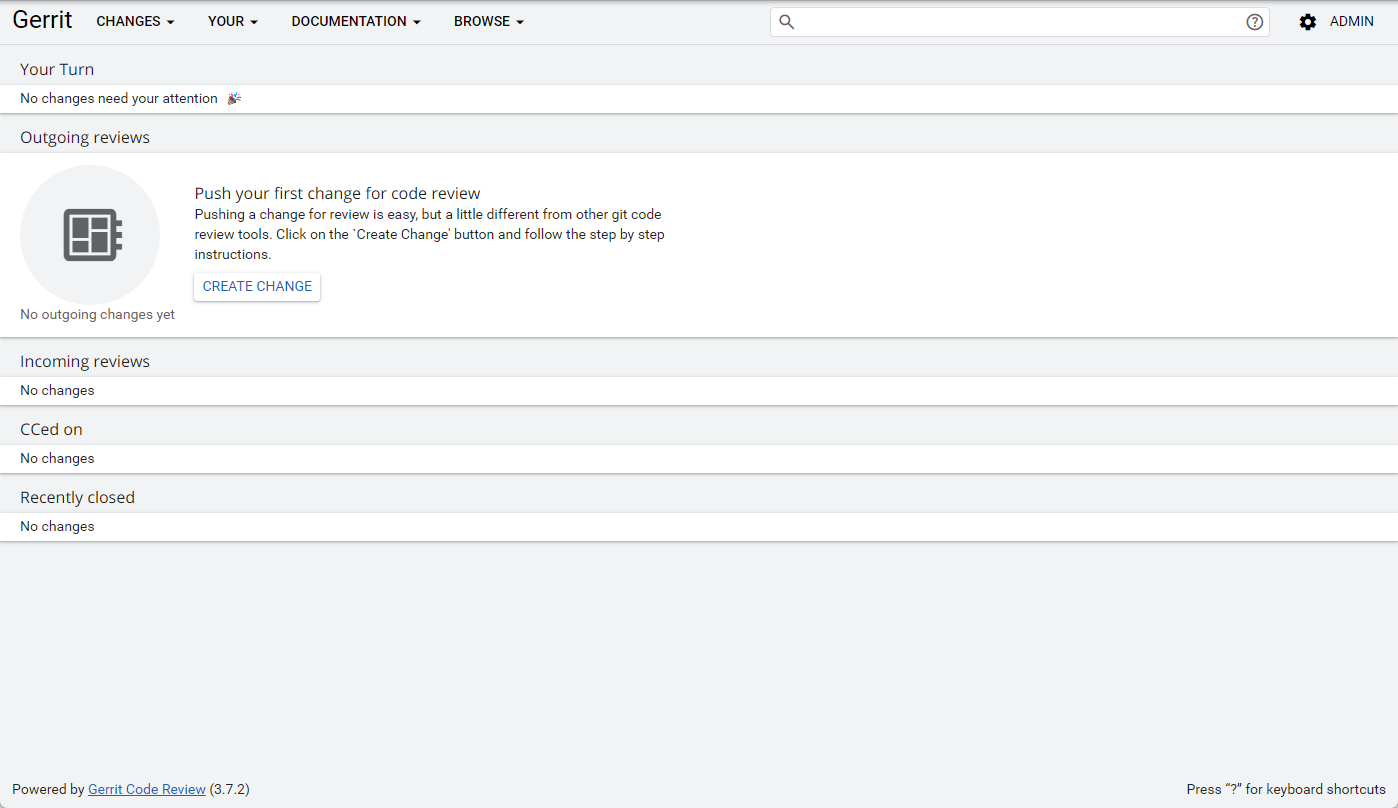 Gerrit CHANGES YOUR DOCUMENTATION BROWSE ADMIN
Your Turn
No changes need your attention 🎉
Outgoing reviews
Push your first change for code review
Pushing a change for review is easy, but a little different from other git code
review tools. Click on the `Create Change' button and follow the step by step
instructions.
CREATE CHANGE
No outgoing changes yet
Incoming reviews
No changes
CCed on
No changes
Recently closed
No changes
Powered by Gerrit Code Review (3.7.2) Press “?” for keyboard shortcuts